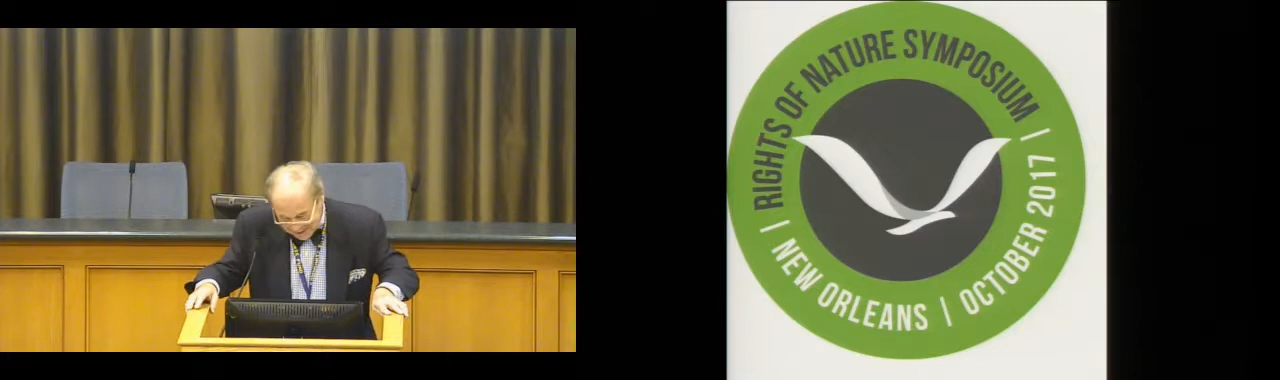 RIGHTS OF NATURE SYMPOSIUM
| NEW ORLEANS | OCTOBER 2017 |